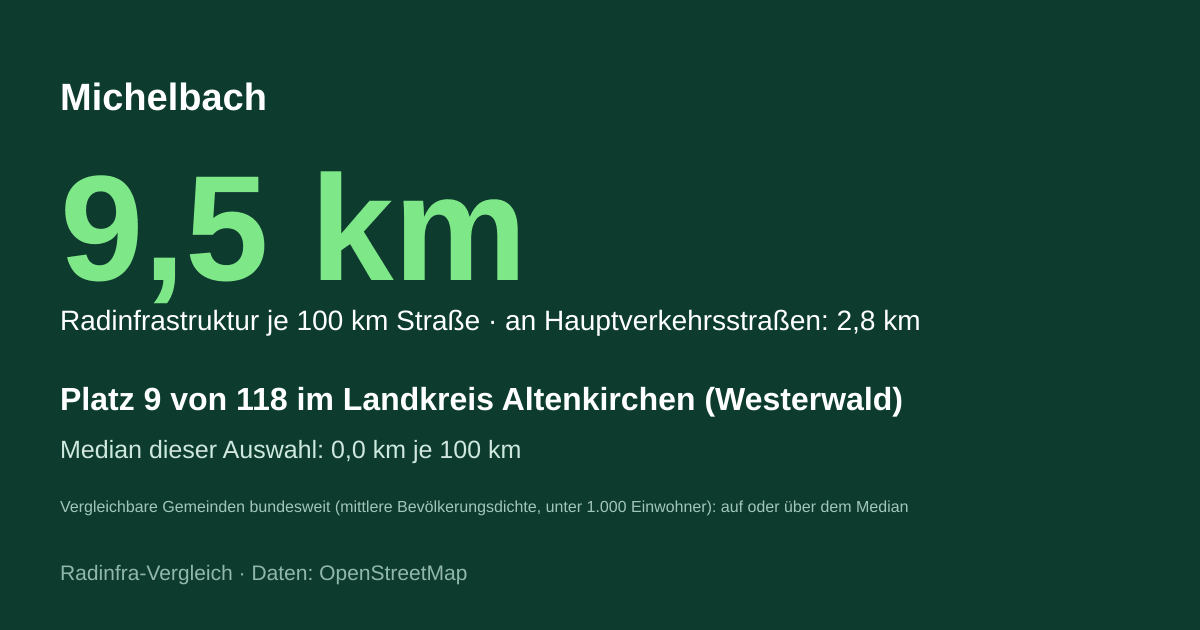 Michelbach
9,5 km
Radinfrastruktur je 100 km Straße · an Hauptverkehrsstraßen: 2,8 km
Platz 9 von 118 im Landkreis Altenkirchen (Westerwald)
Median dieser Auswahl: 0,0 km je 100 km
Vergleichbare Gemeinden bundesweit (mittlere Bevölkerungsdichte, unter 1.000 Einwohner): auf oder über dem Median
Radinfra-Vergleich · Daten: OpenStreetMap